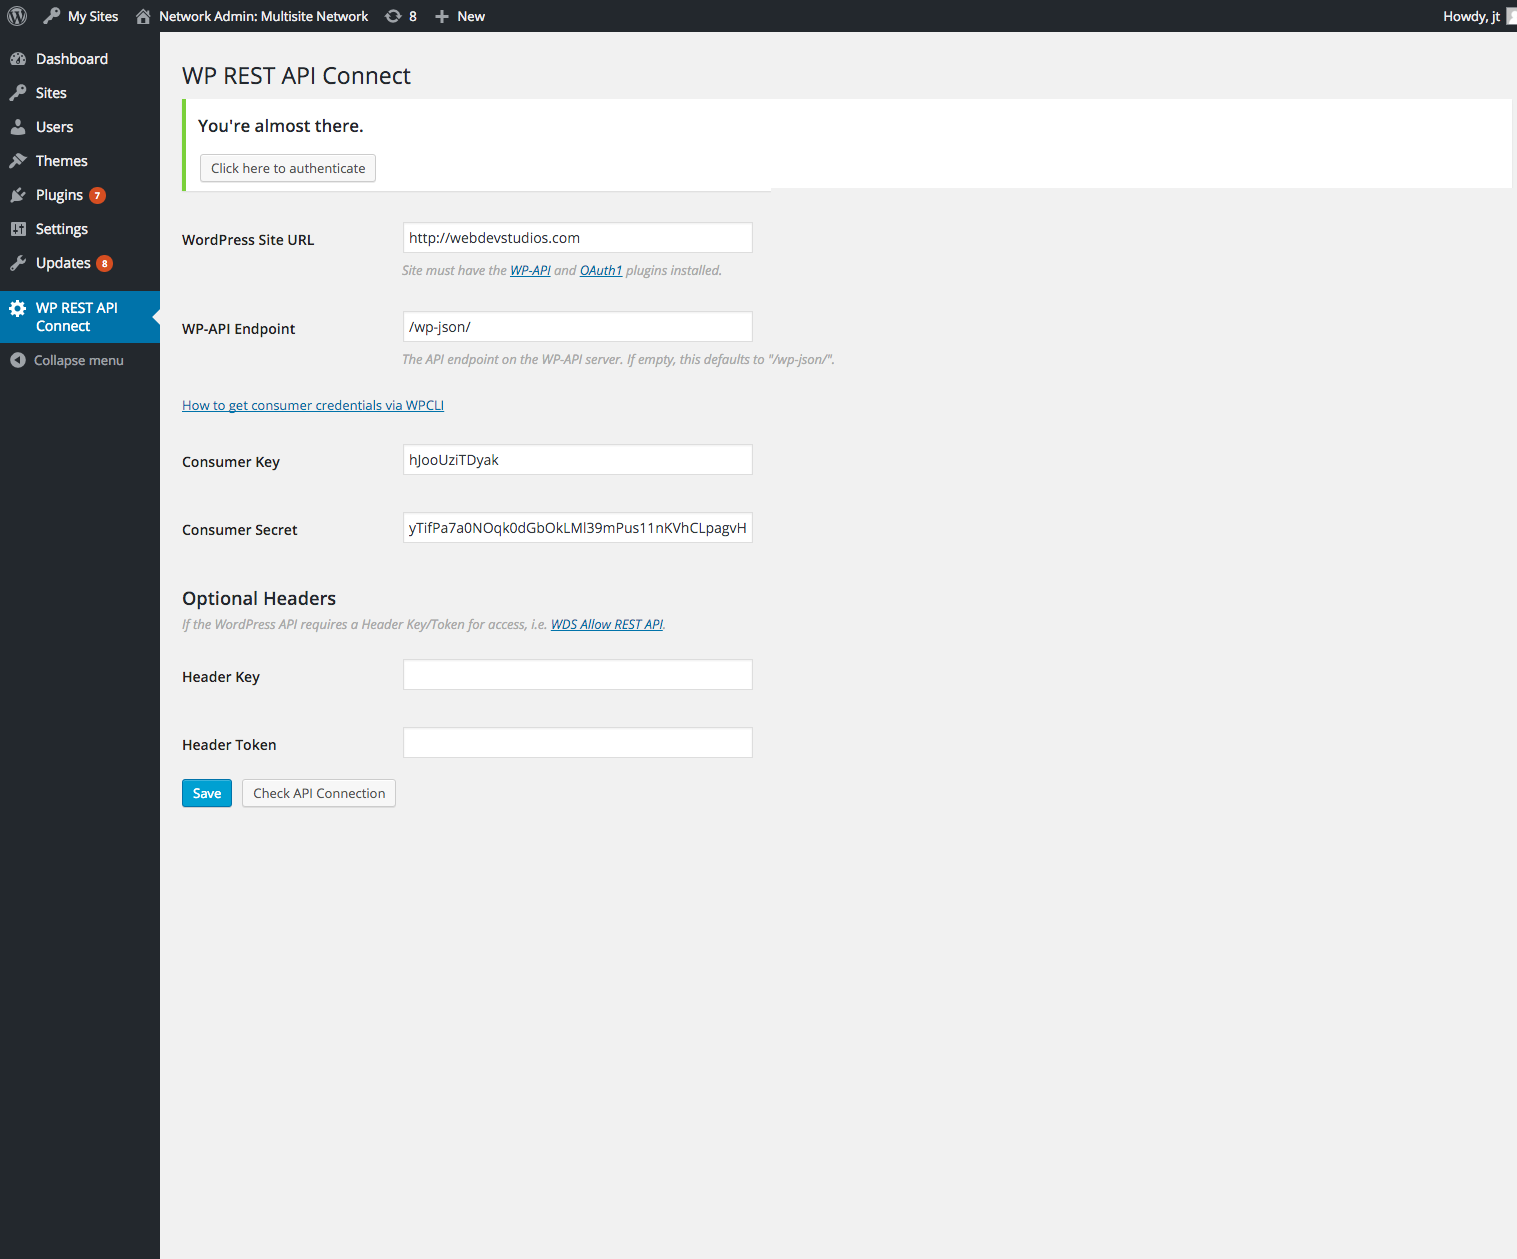 My Sites Network Admin: Multisite Network 8 New Howdy, jt
Dashboard
Sites
Users
Themes
Plugins 7
Settings
Updates 8
WP REST API
Connect
Collapse menu
WP REST API Connect
You're almost there.
Click here to authenticate
WordPress Site URL http://webdevstudios.com
Site must have the WP-API and OAuth1 plugins installed.
WP-API Endpoint /wp-json/
The API endpoint on the WP-API server. If empty, this defaults to "/wp-json/".
How to get consumer credentials via WPCLI
Consumer Key hJooUziTDyak
Consumer Secret yTifPa7a0NOqk0dGbOkLMl39mPus11nKVhCLpagvH
Optional Headers
If the WordPress API requires a Header Key/Token for access, i.e. WDS Allow REST API.
Header Key
Header Token
Save Check API Connection